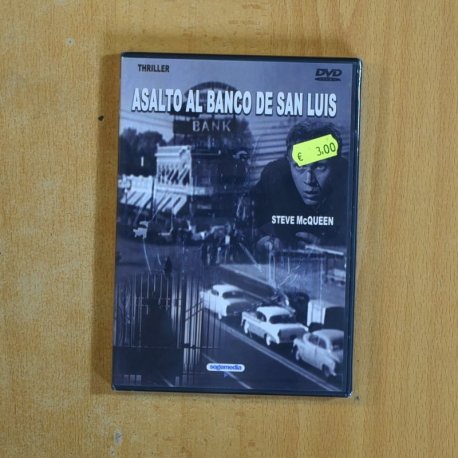 THRILLER
DVD
ASALTO AL BANCO DE SAN LUIS
BANK
€ 3.00
STEVE McQUEEN
sogemedia